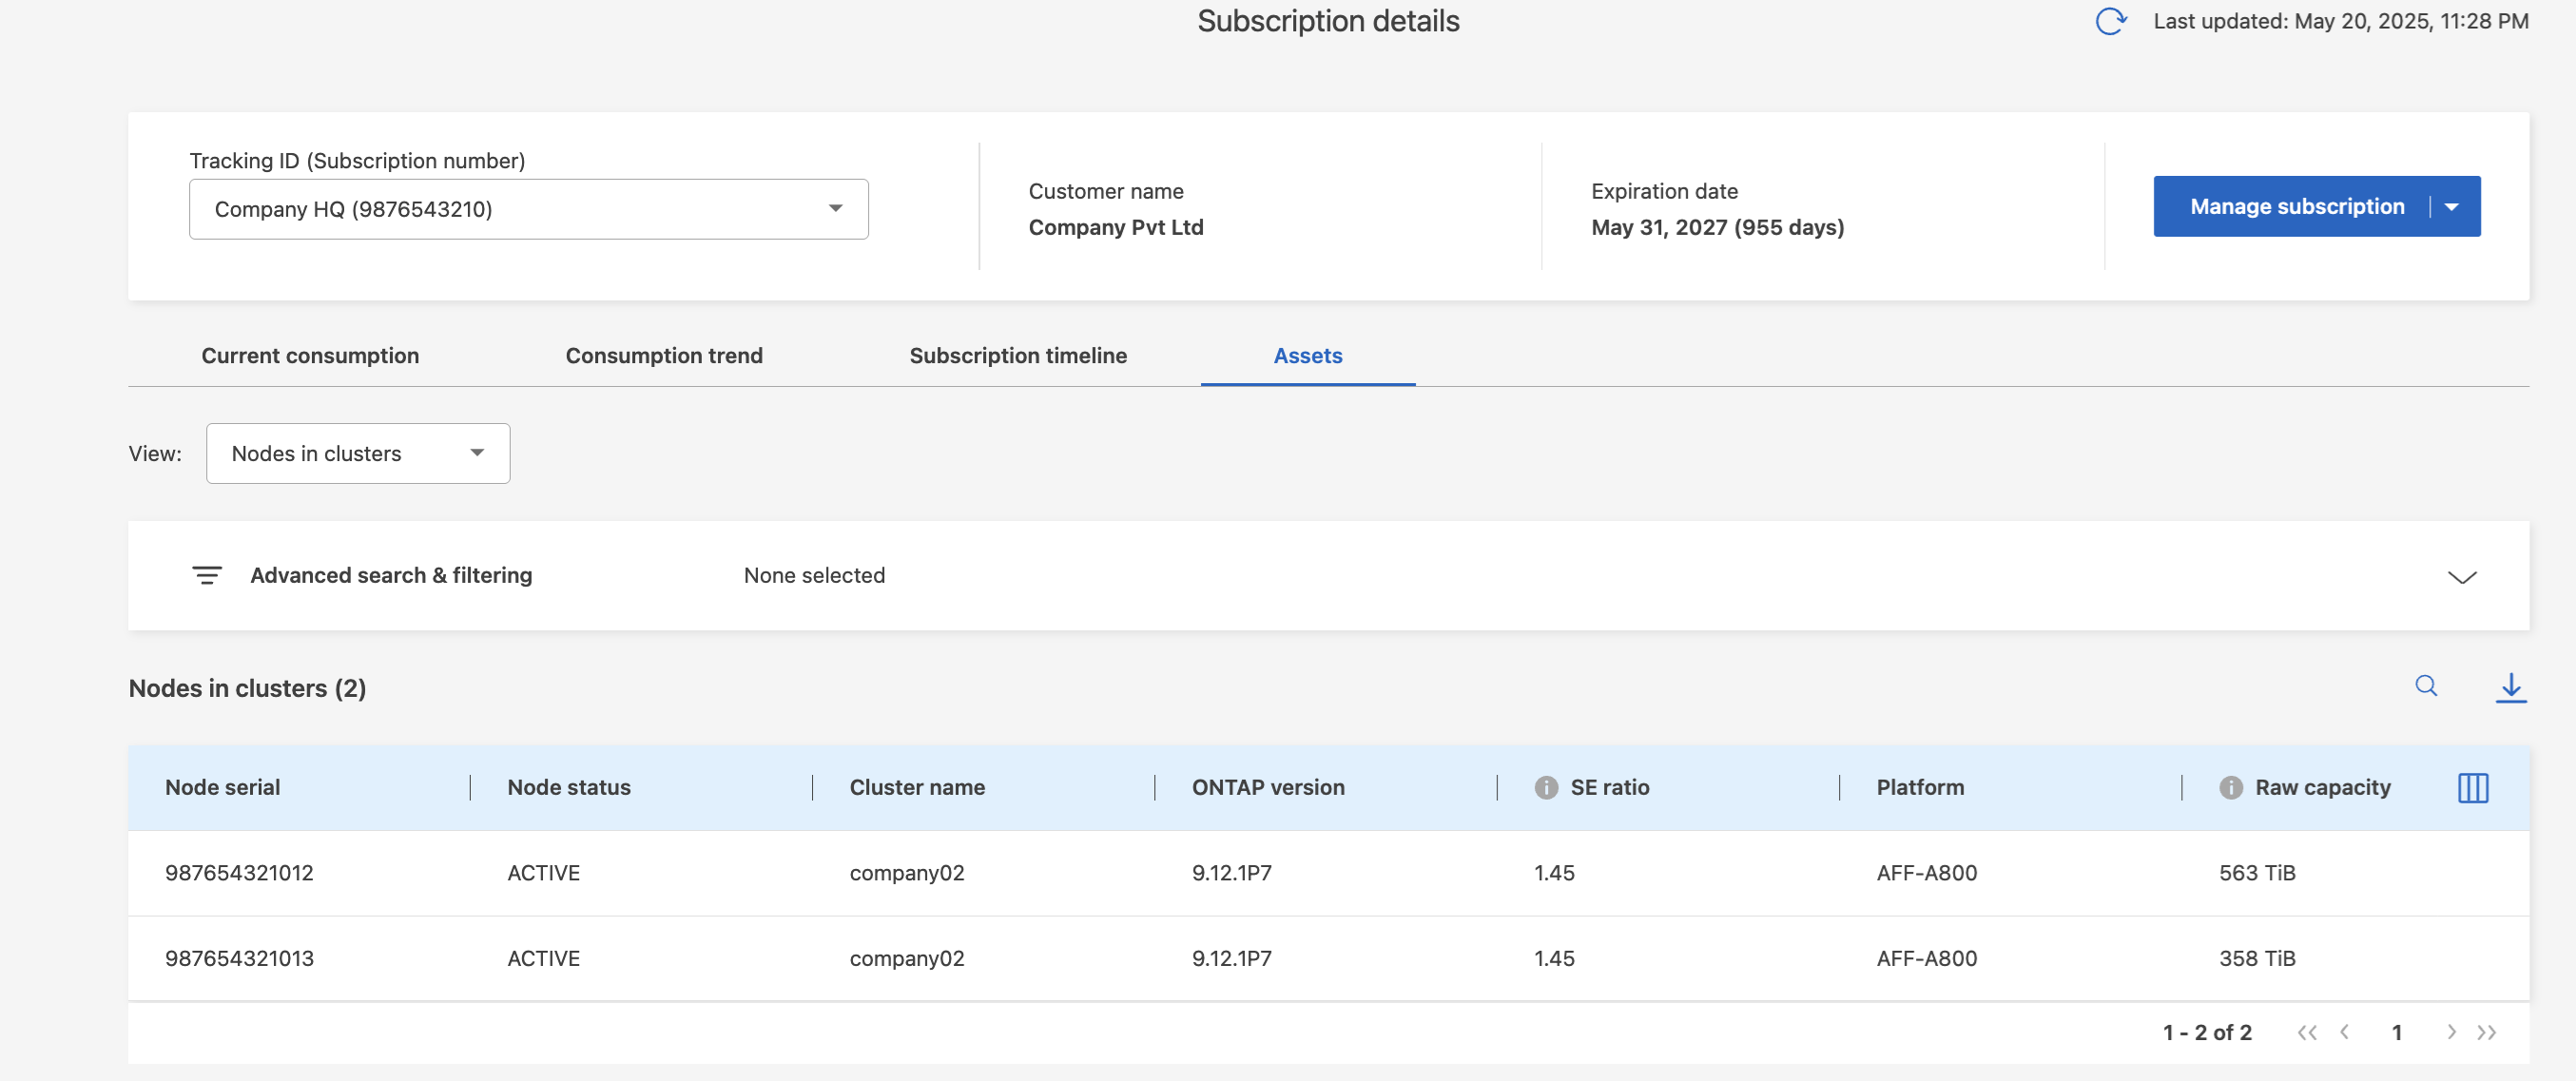 Subscription details
Last updated: May 20, 2025, 11:28 PM
Tracking ID (Subscription number)
Company HQ (9876543210)
Customer name
Company Pvt Ltd
Expiration date
May 31, 2027 (955 days)
Manage subscription
Current consumption
Consumption trend
Subscription timeline
Assets
View:
Nodes in clusters
Advanced search & filtering
None selected
Nodes in clusters (2)
Node serial
Node status
Cluster name
ONTAP version
SE ratio
Platform
Raw capacity
987654321012
ACTIVE
company02
9.12.1P7
1.45
AFF-A800
563 TiB
987654321013
ACTIVE
company02
9.12.1P7
1.45
AFF-A800
358 TiB
1 - 2 of 2
1